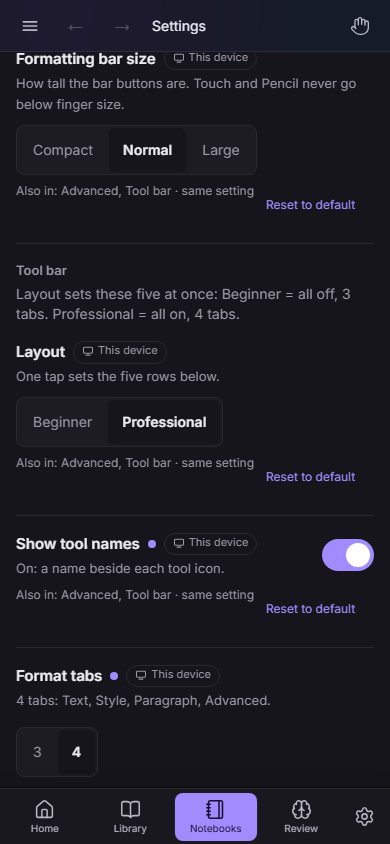 Settings
Formatting bar size This device
How tall the bar buttons are. Touch and Pencil never go
below finger size.
Compact Normal Large
Also in: Advanced, Tool bar · same setting
Reset to default
Tool bar
Layout sets these five at once: Beginner = all off, 3
tabs. Professional = all on, 4 tabs.
Layout This device
One tap sets the five rows below.
Beginner Professional
Also in: Advanced, Tool bar · same setting
Reset to default
Show tool names This device
On: a name beside each tool icon.
Also in: Advanced, Tool bar · same setting
Reset to default
Format tabs This device
4 tabs: Text, Style, Paragraph, Advanced.
3 4
Home Library Notebooks Review